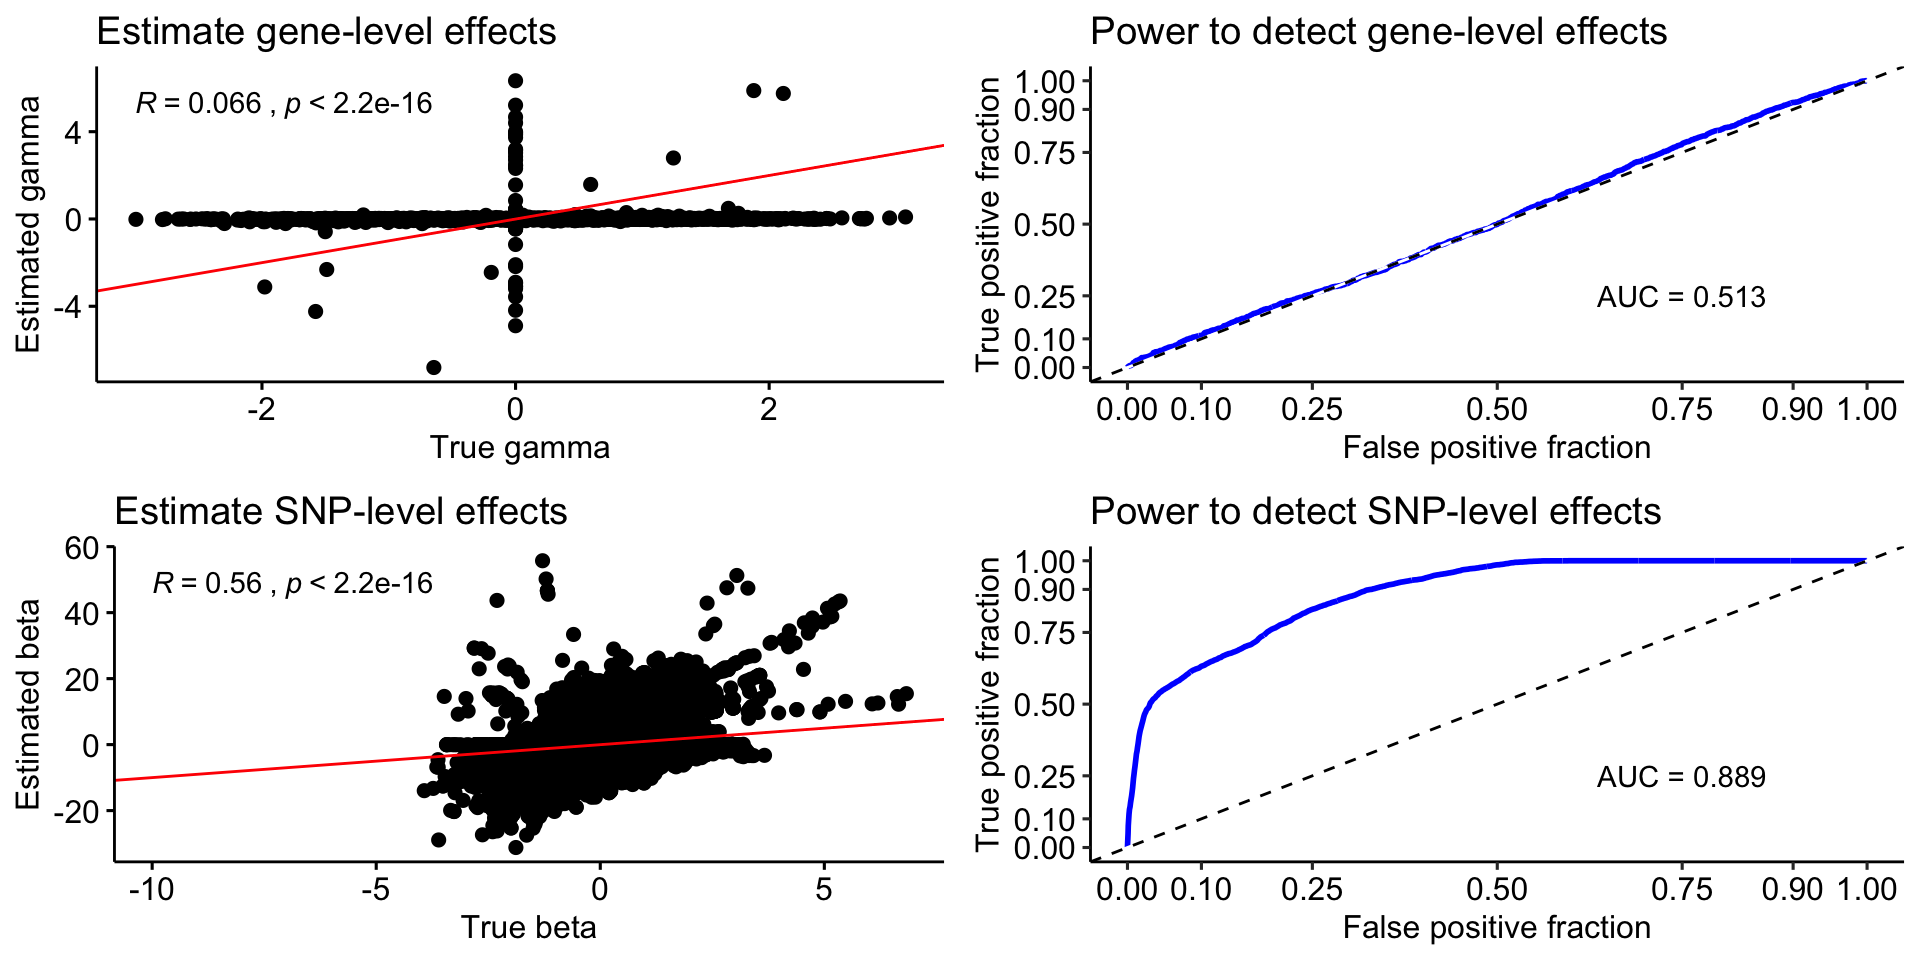 Estimate gene-level effects
R = 0.066 , p < 2.2e-16
Estimated gamma
4
0
-4
-2
0
2
True gamma
Power to detect gene-level effects
True positive fraction
1.00
0.90
0.75
0.50
0.25
0.10
0.00
AUC = 0.513
0.00
0.10
0.25
0.50
0.75
0.90
1.00
False positive fraction
Estimate SNP-level effects
R = 0.56 , p < 2.2e-16
Estimated beta
60
40
20
0
-20
-10
-5
0
5
True beta
Power to detect SNP-level effects
True positive fraction
1.00
0.90
0.75
0.50
0.25
0.10
0.00
AUC = 0.889
0.00
0.10
0.25
0.50
0.75
0.90
1.00
False positive fraction